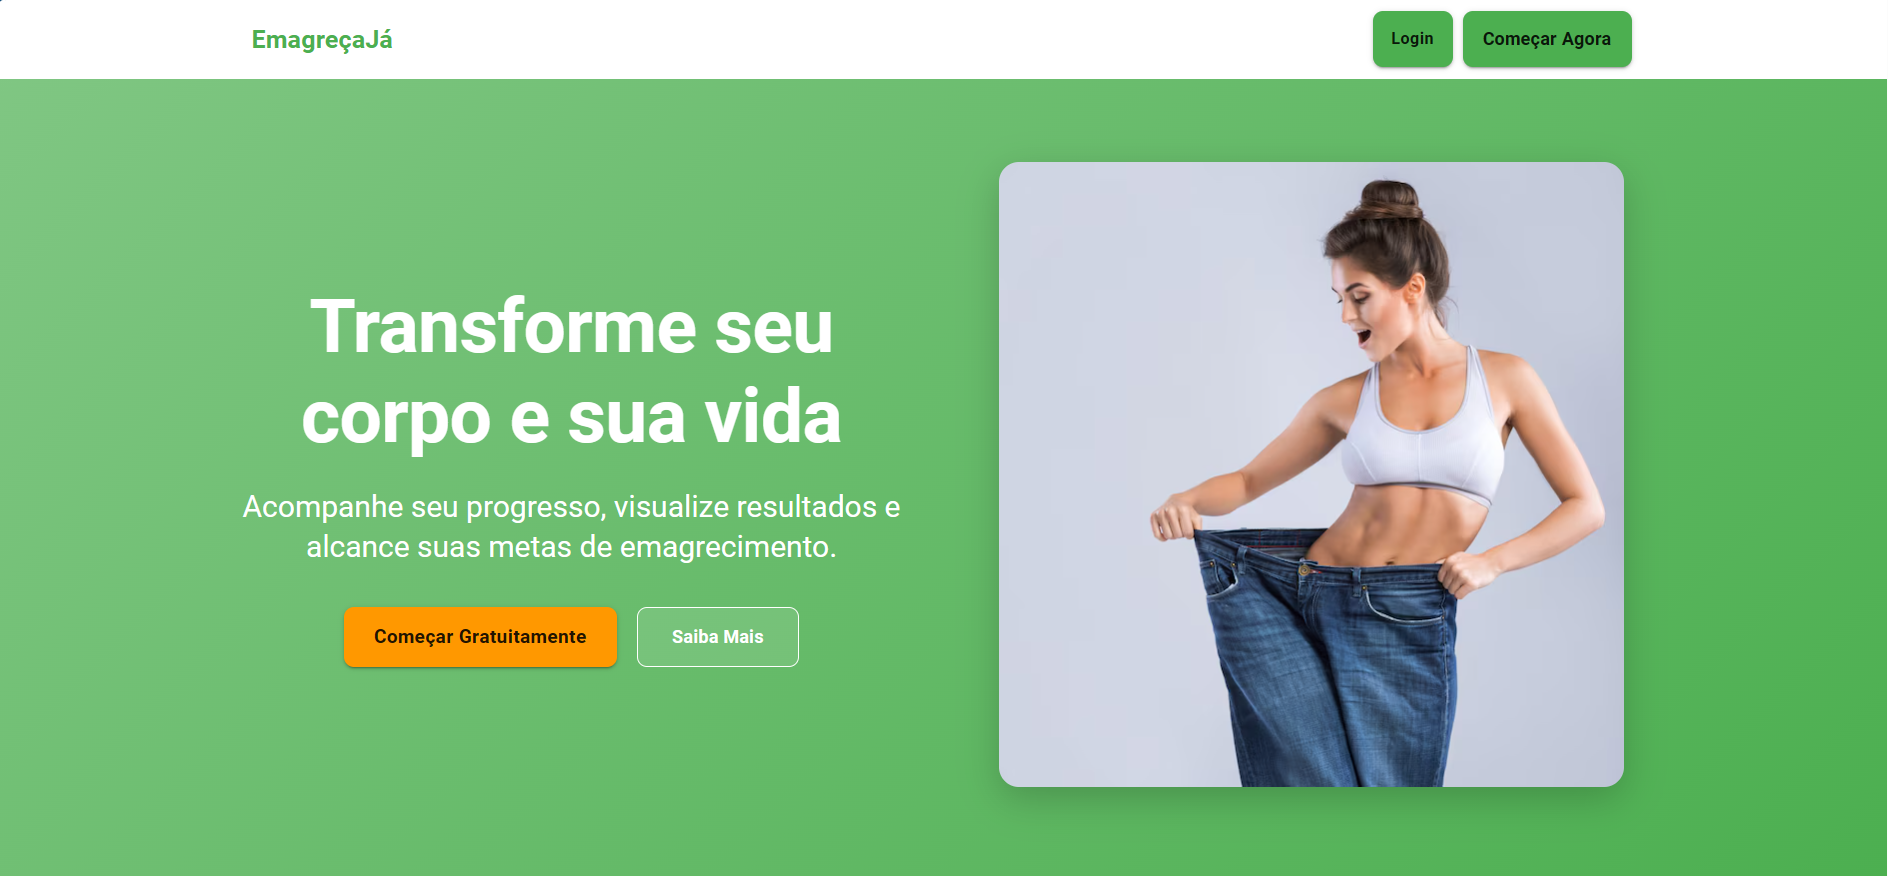 EmagreçaJá
Login
Começar Agora
Transforme seu
corpo e sua vida
Acompanhe seu progresso, visualize resultados e
alcance suas metas de emagrecimento.
Começar Gratuitamente
Saiba Mais